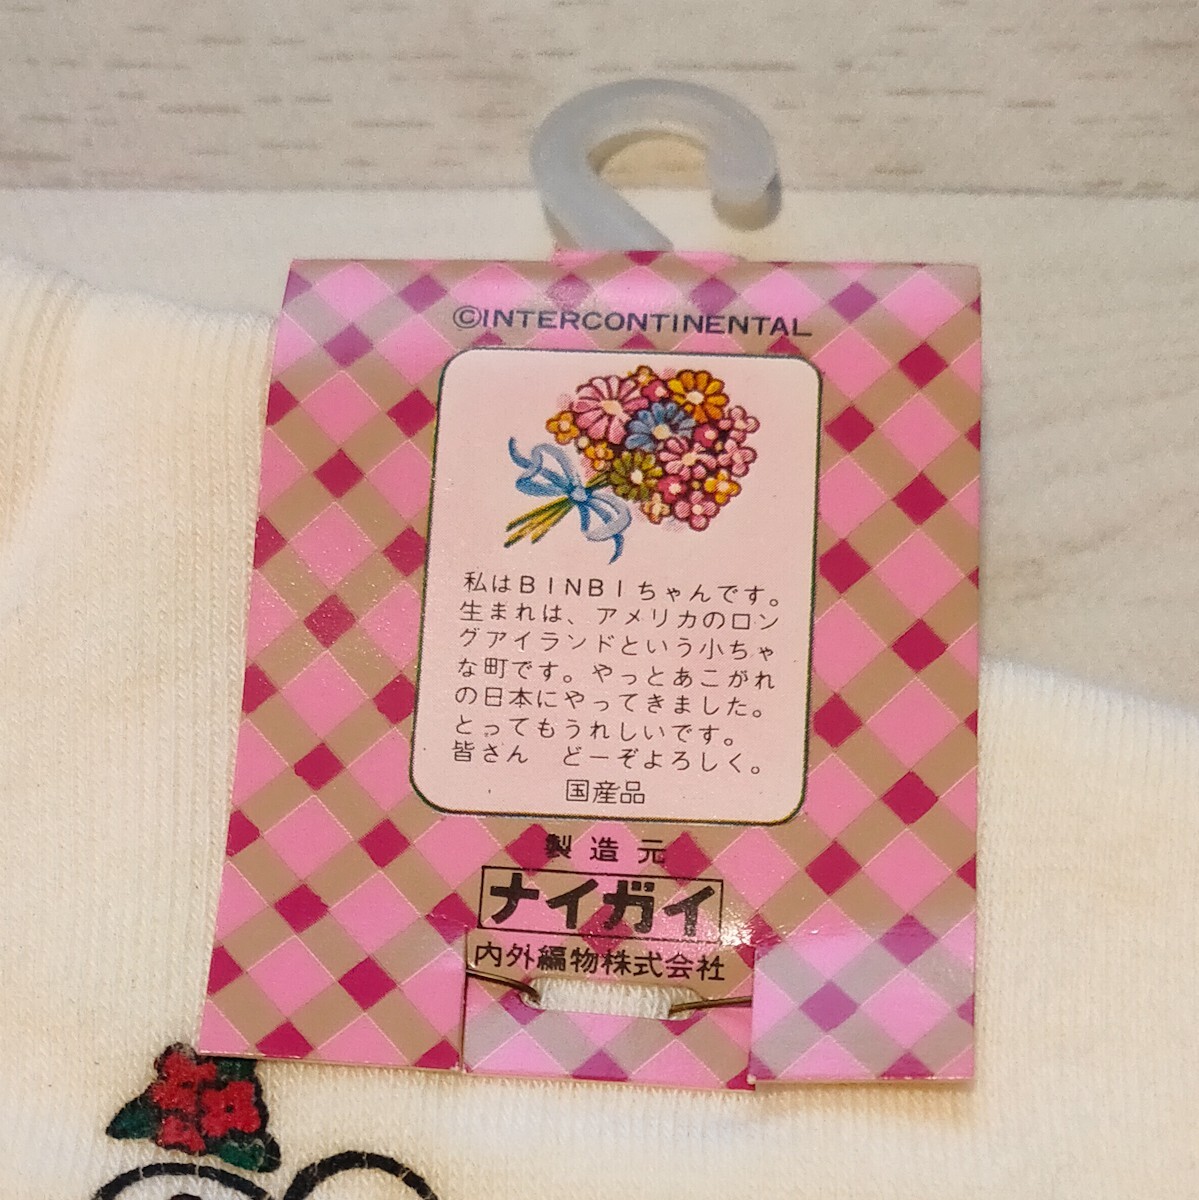 ©INTERCONTINENTAL
私はBINBIちゃんです。
生まれは、アメリカのロン
グアイランドという小ちゃ
な町です。やっとあこがれ
の日本にやってきました。
とってもうれしいです。
皆さん　どーぞよろしく。
国産品
製造元
ナイガイ
内外編物株式会社